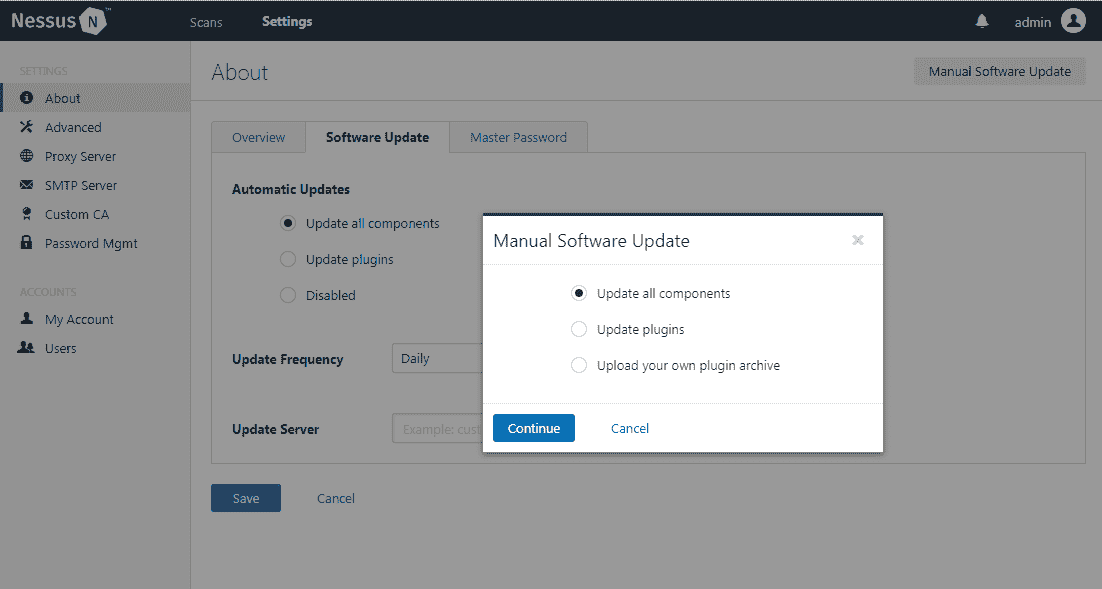 Nessus N ™ Scans Settings admin
SETTINGS
About
Advanced
Proxy Server
SMTP Server
Custom CA
Password Mgmt
ACCOUNTS
My Account
Users
About
Manual Software Update
Overview Software Update Master Password
Automatic Updates
Update all components
Update plugins
Disabled
Update Frequency Daily
Update Server Example: cust
Save Cancel
Manual Software Update
Update all components
Update plugins
Upload your own plugin archive
Continue Cancel